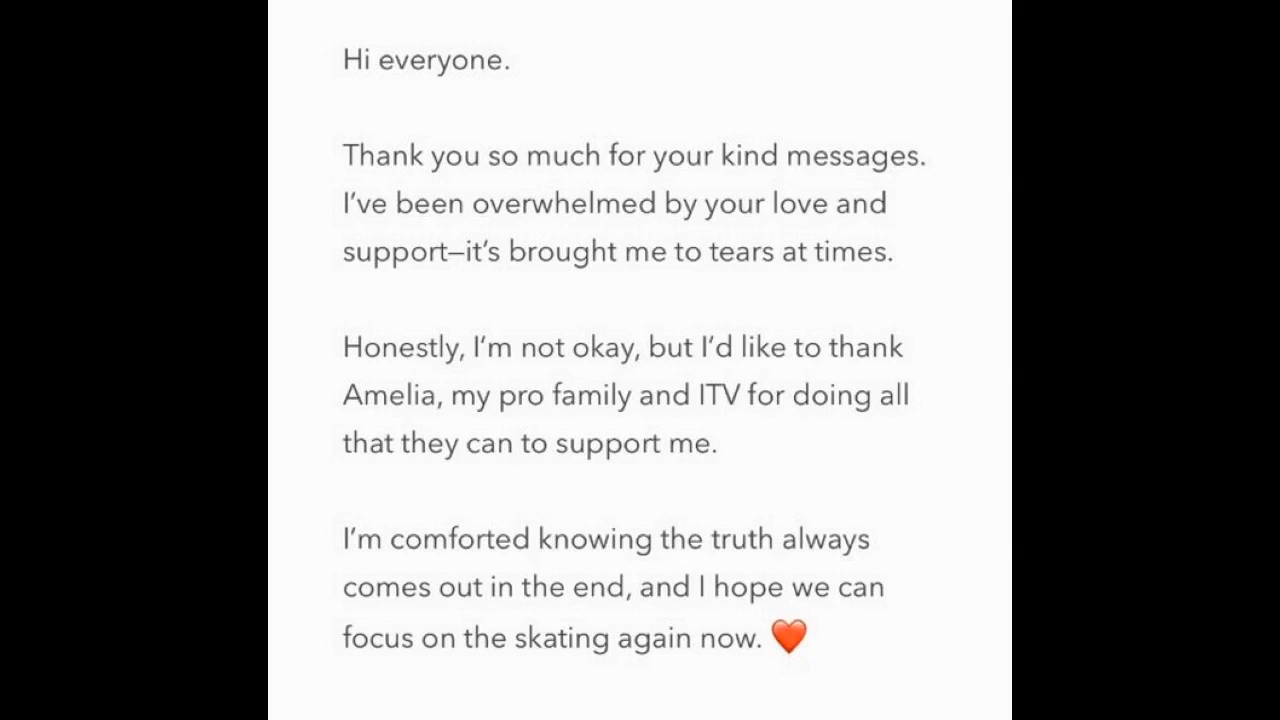 Hi everyone.
Thank you so much for your kind messages.
I’ve been overwhelmed by your love and
support—it’s brought me to tears at times.
Honestly, I’m not okay, but I’d like to thank
Amelia, my pro family and ITV for doing all
that they can to support me.
I’m comforted knowing the truth always
comes out in the end, and I hope we can
focus on the skating again now. ❤️